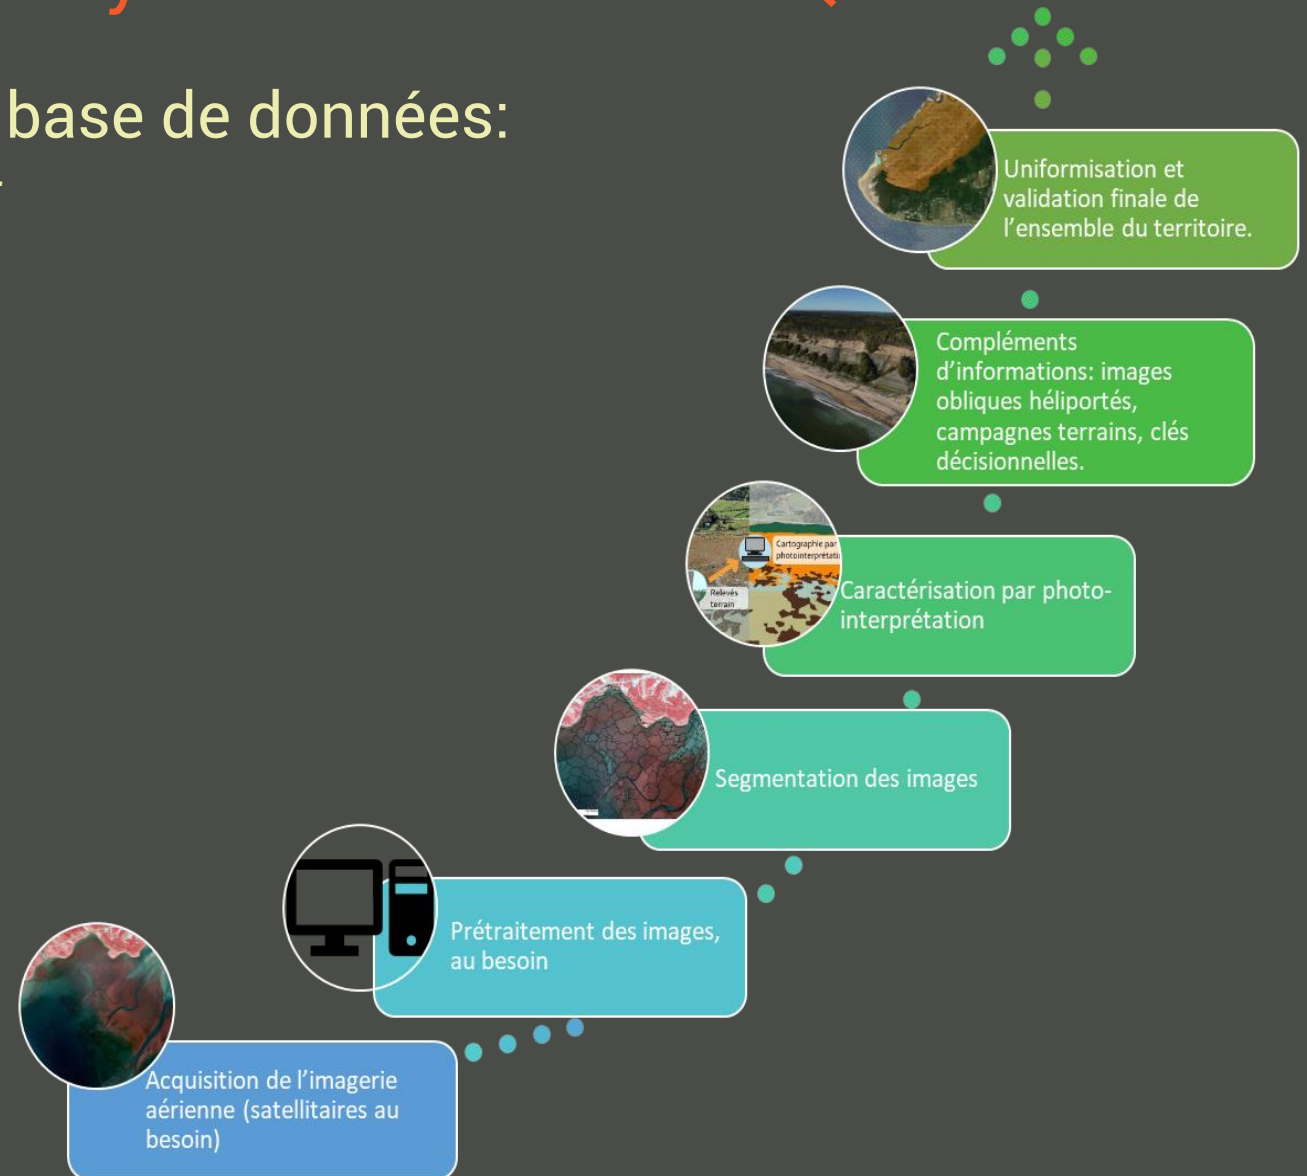 base de données:
Uniformisation et
validation finale de
l'ensemble du territoire.
Compléments
d'informations: images
obliques héliportés,
campagnes terrains, clés
décisionnelles.
Cartographie par
Relevés
terrain
Caractérisation par photo-
interprétation
Segmentation des images
Prétraitement des images,
au besoin
Acquisition de l'imagerie
aérienne (satellitaires au
besoin)